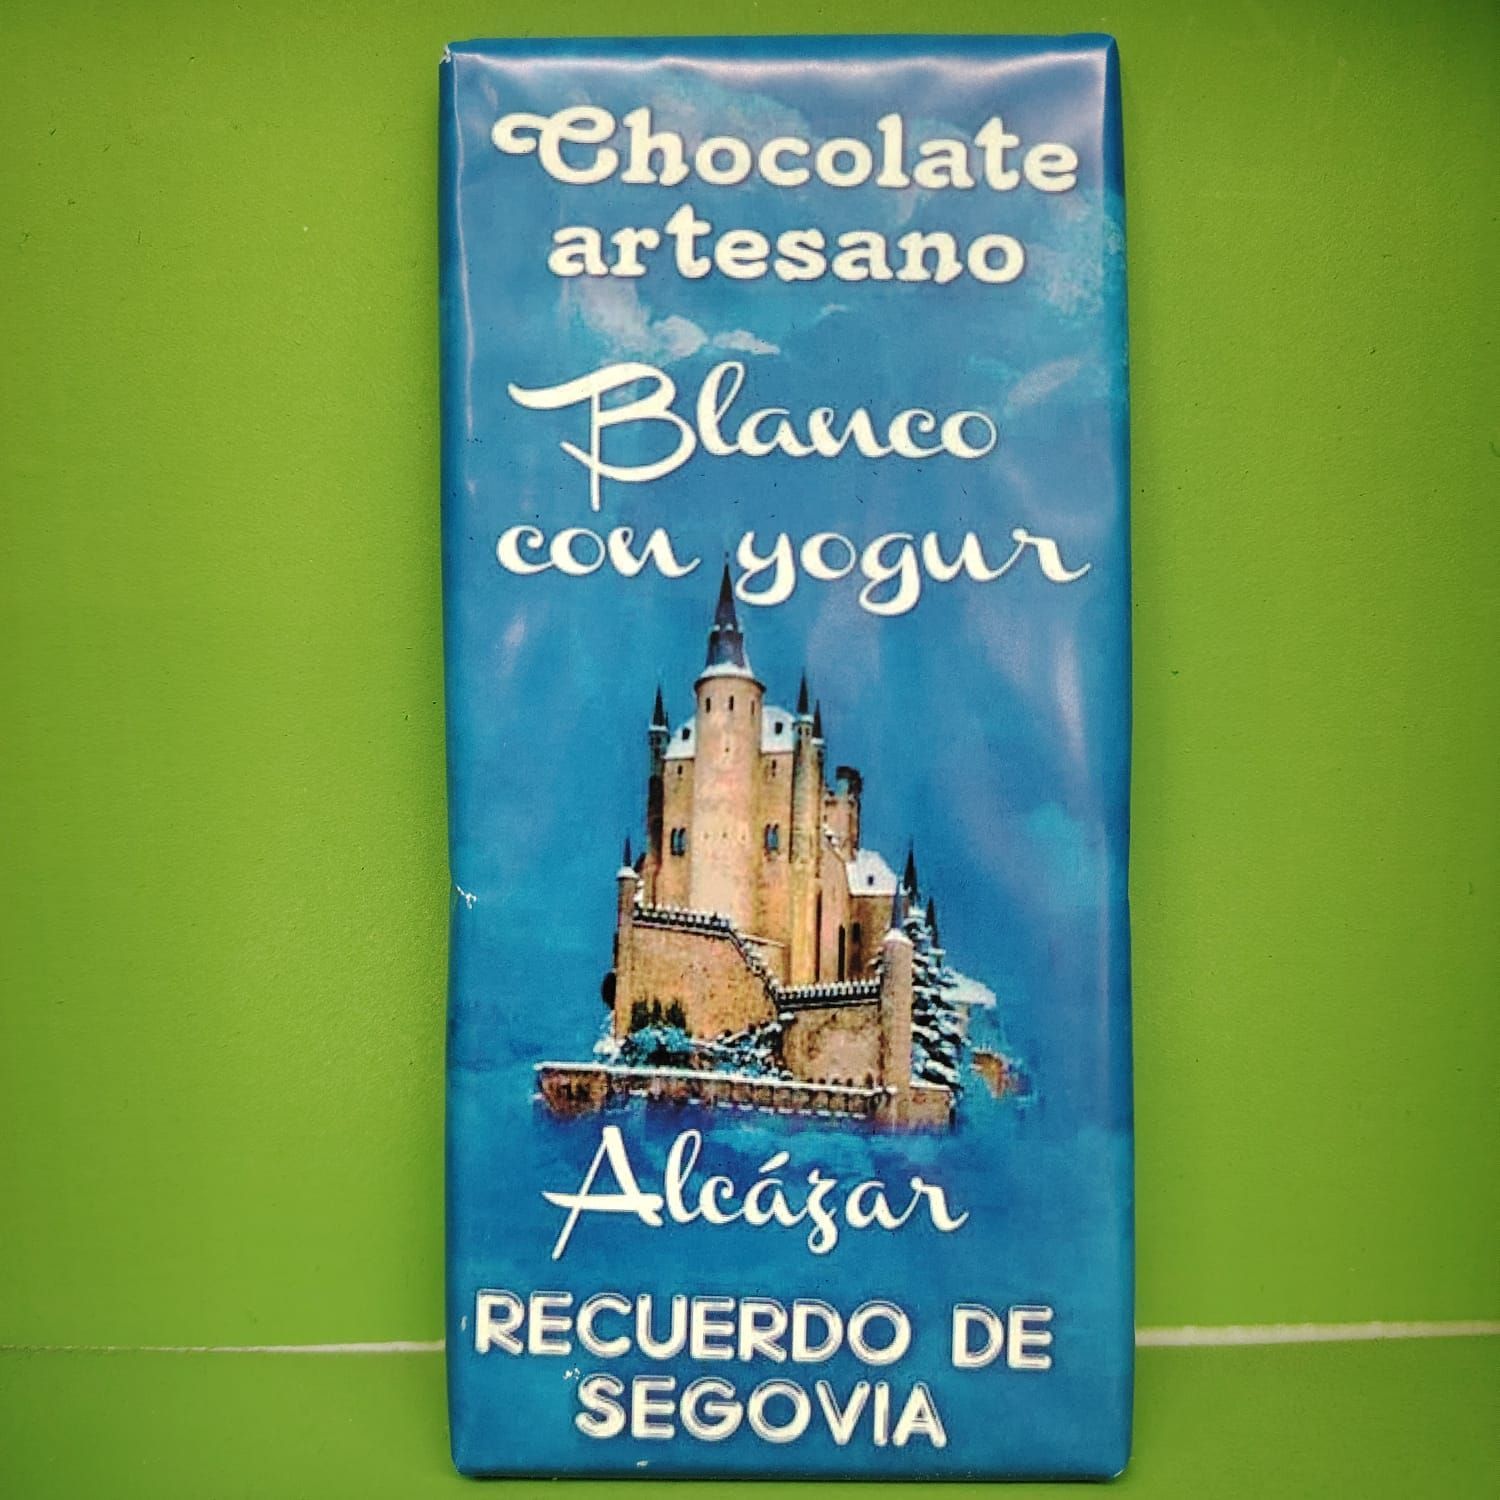 Chocolate
artesano
Blanco
con yogur
Alcázar
RECUERDO DE
SEGOVIA